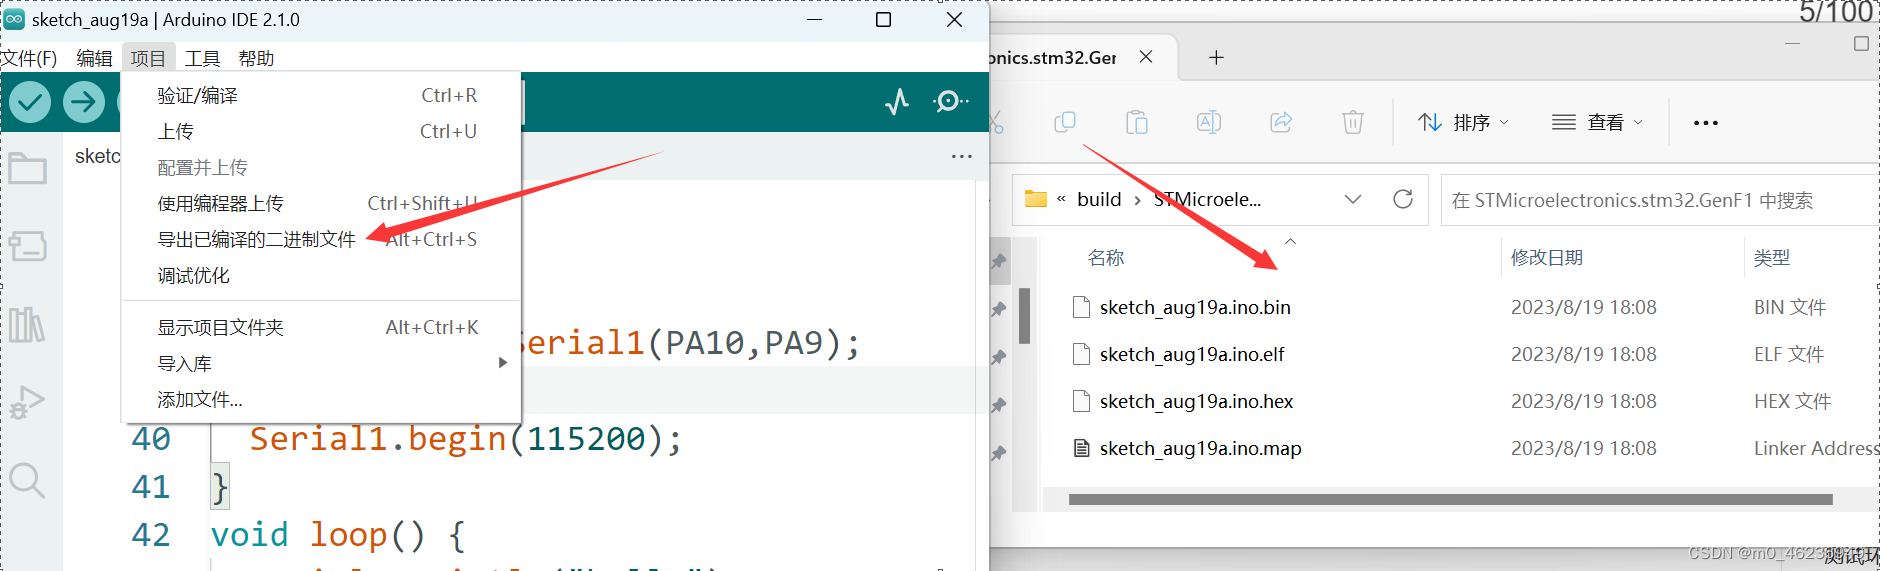 sketch_aug19a | Arduino IDE 2.1.0
文件(F) 编辑 项目 工具 帮助
验证/编译 Ctrl+R
上传 Ctrl+U
配置并上传
使用编程器上传 Ctrl+Shift+U
导出已编译的二进制文件 Alt+Ctrl+S
调试优化
显示项目文件夹 Alt+Ctrl+K
导入库
添加文件...
sketc
Serial1(PA10,PA9);
40 Serial1.begin(115200);
41 }
42 void loop() {
5/100
onics.stm32.Gen
排序 查看
« build › STMicroele...
在 STMicroelectronics.stm32.GenF1 中搜索
名称 修改日期 类型
sketch_aug19a.ino.bin 2023/8/19 18:08 BIN 文件
sketch_aug19a.ino.elf 2023/8/19 18:08 ELF 文件
sketch_aug19a.ino.hex 2023/8/19 18:08 HEX 文件
sketch_aug19a.ino.map 2023/8/19 18:08 Linker Address
测试环